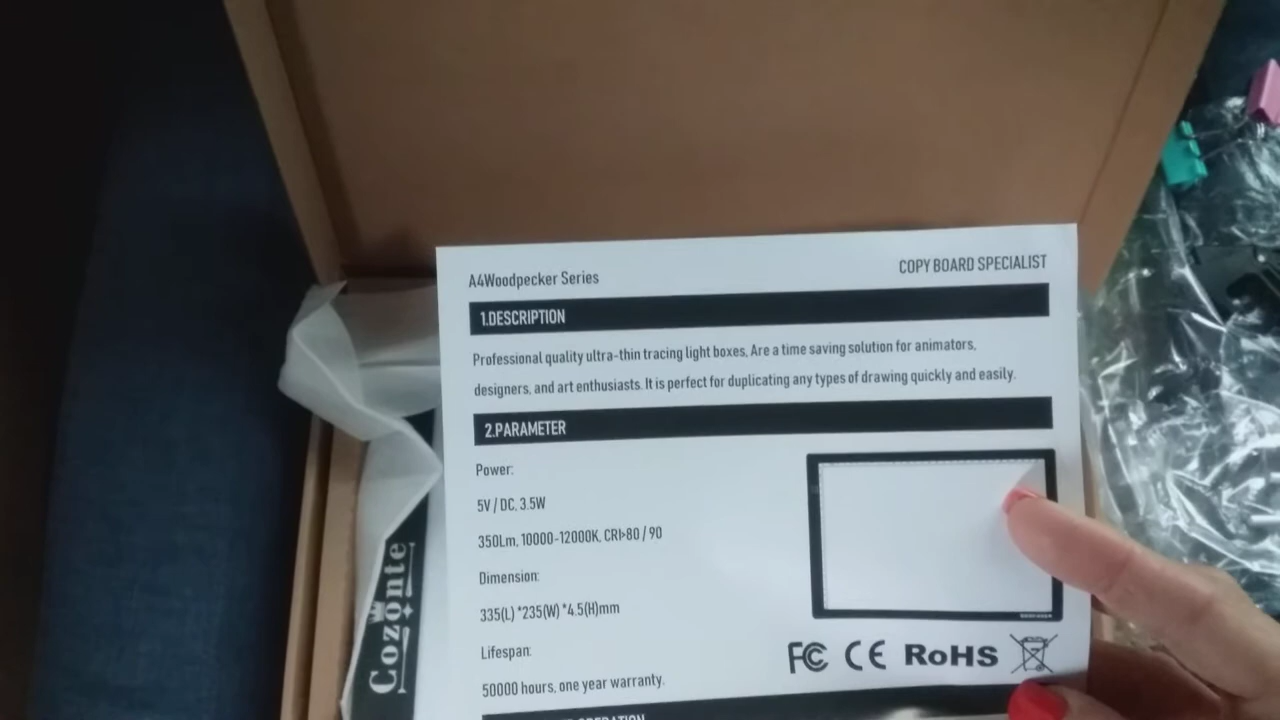 A4Woodpecker Series
COPY BOARD SPECIALIST
1.DESCRIPTION
Professional quality ultra-thin tracing light boxes, Are a time saving solution for animators,
designers, and art enthusiasts. It is perfect for duplicating any types of drawing quickly and easily.
2.PARAMETER
Power:
5V / DC, 3.5W
350Lm, 10000-12000K, CRI>80 / 90
Dimension:
335(L) *235(W) *4.5(H)mm
Lifespan:
50000 hours, one year warranty.
FC CE RoHS
OPERATION
Cozonte